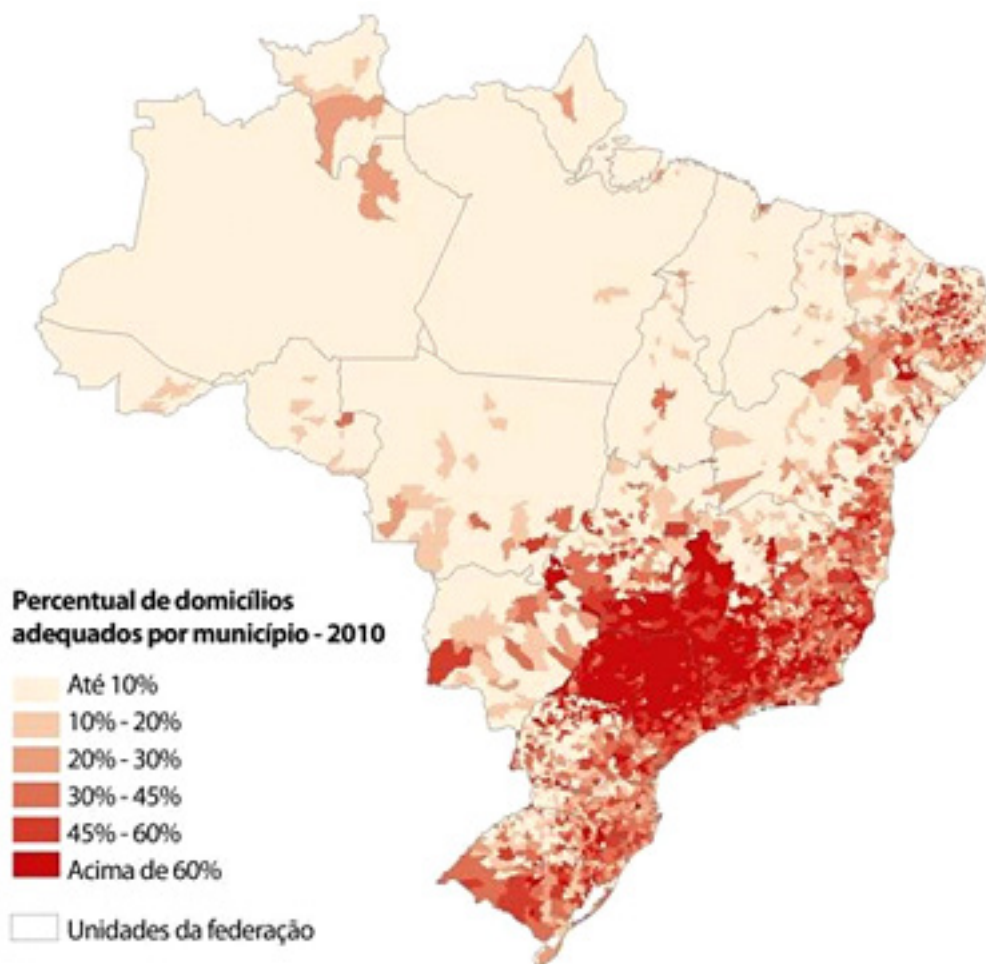 Percentual de domicílios
adequados por município - 2010
Até 10%
10% - 20%
20% - 30%
30% - 45%
45% - 60%
Acima de 60%
Unidades da federação